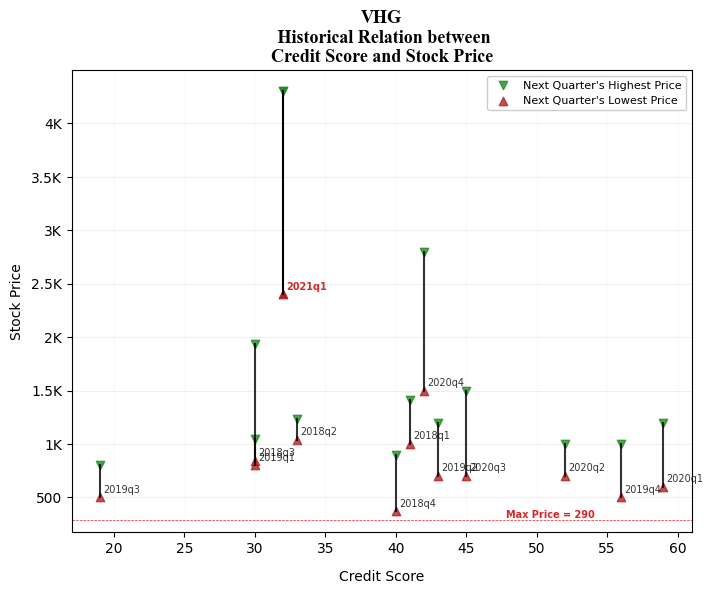 VHG
Historical Relation between
Credit Score and Stock Price
Next Quarter's Highest Price
Next Quarter's Lowest Price
Stock Price
4K
3.5K
3K
2.5K
2K
1.5K
1K
500
2021q1
2020q4
2018q2
2018q1
2018q3
2019q1
2019q2
2020q3
2020q2
2020q1
2019q3
2019q4
2018q4
Max Price = 290
20
25
30
35
40
45
50
55
60
Credit Score